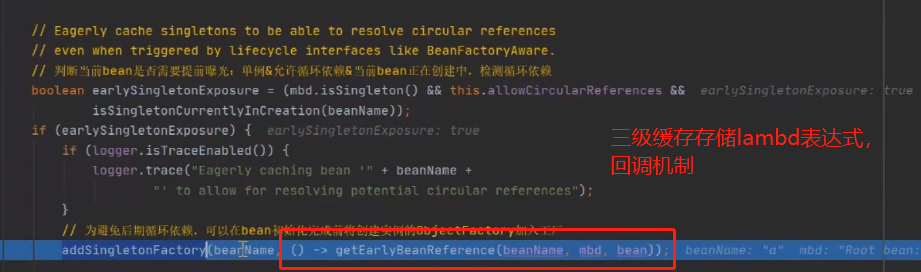 // Eagerly cache singletons to be able to resolve circular references
// even when triggered by lifecycle interfaces like BeanFactoryAware.
// 判断当前bean是否需要提前曝光：单例&允许循环依赖&当前bean正在创建中，检测循环依赖
boolean earlySingletonExposure = (mbd.isSingleton() && this.allowCircularReferences && earlySingletonExposure: true
isSingletonCurrentlyInCreation(beanName));
if (earlySingletonExposure) { earlySingletonExposure: true
if (logger.isTraceEnabled()) {
logger.trace("Eagerly caching bean '" + beanName +
"' to allow for resolving potential circular references");
}
三级缓存存储lambd表达式，
回调机制
// 为避免后期循环依赖，可以在bean初始化完成前将创建实例的ObjectFactory加入工厂
addSingletonFactory(beanName, () -> getEarlyBeanReference(beanName, mbd, bean)); beanName: "a" mbd: "Root bean: